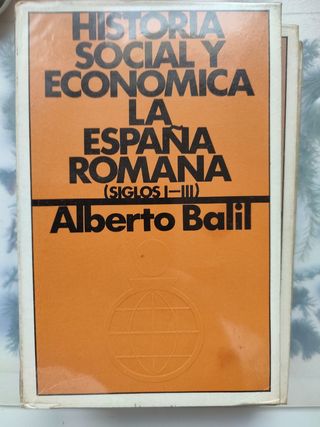 HISTORIA
SOCIAL Y
ECONOMICA
LA
ESPAÑA
ROMANA
(SIGLOS I—III)
Alberto Balil